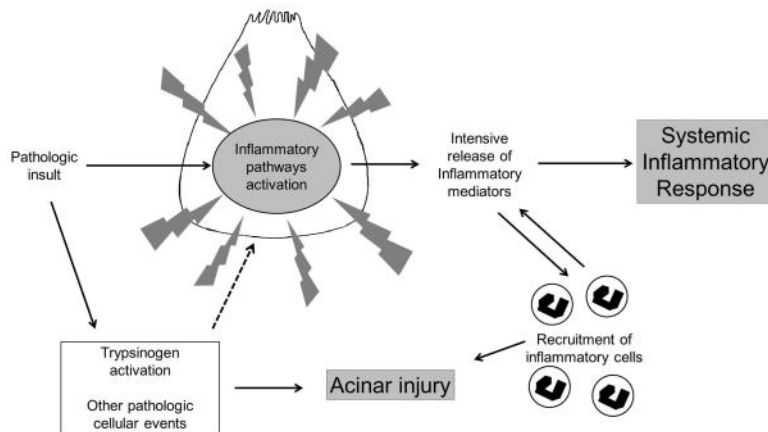 Pathologic
insult
Inflammatory
pathways
activation
Intensive
release of
Inflammatory
mediators
Systemic
Inflammatory
Response
Trypsinogen
activation
Other pathologic
cellular events
Acinar injury
Recruitment of
inflammatory cells